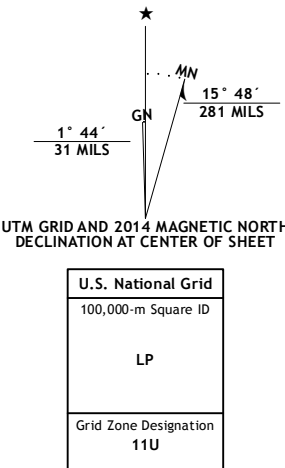 ★
MN
GN
15° 48´
281 MILS
1° 44´
31 MILS
UTM GRID AND 2014 MAGNETIC NORTH
DECLINATION AT CENTER OF SHEET
U.S. National Grid
100,000-m Square ID
LP
Grid Zone Designation
11U